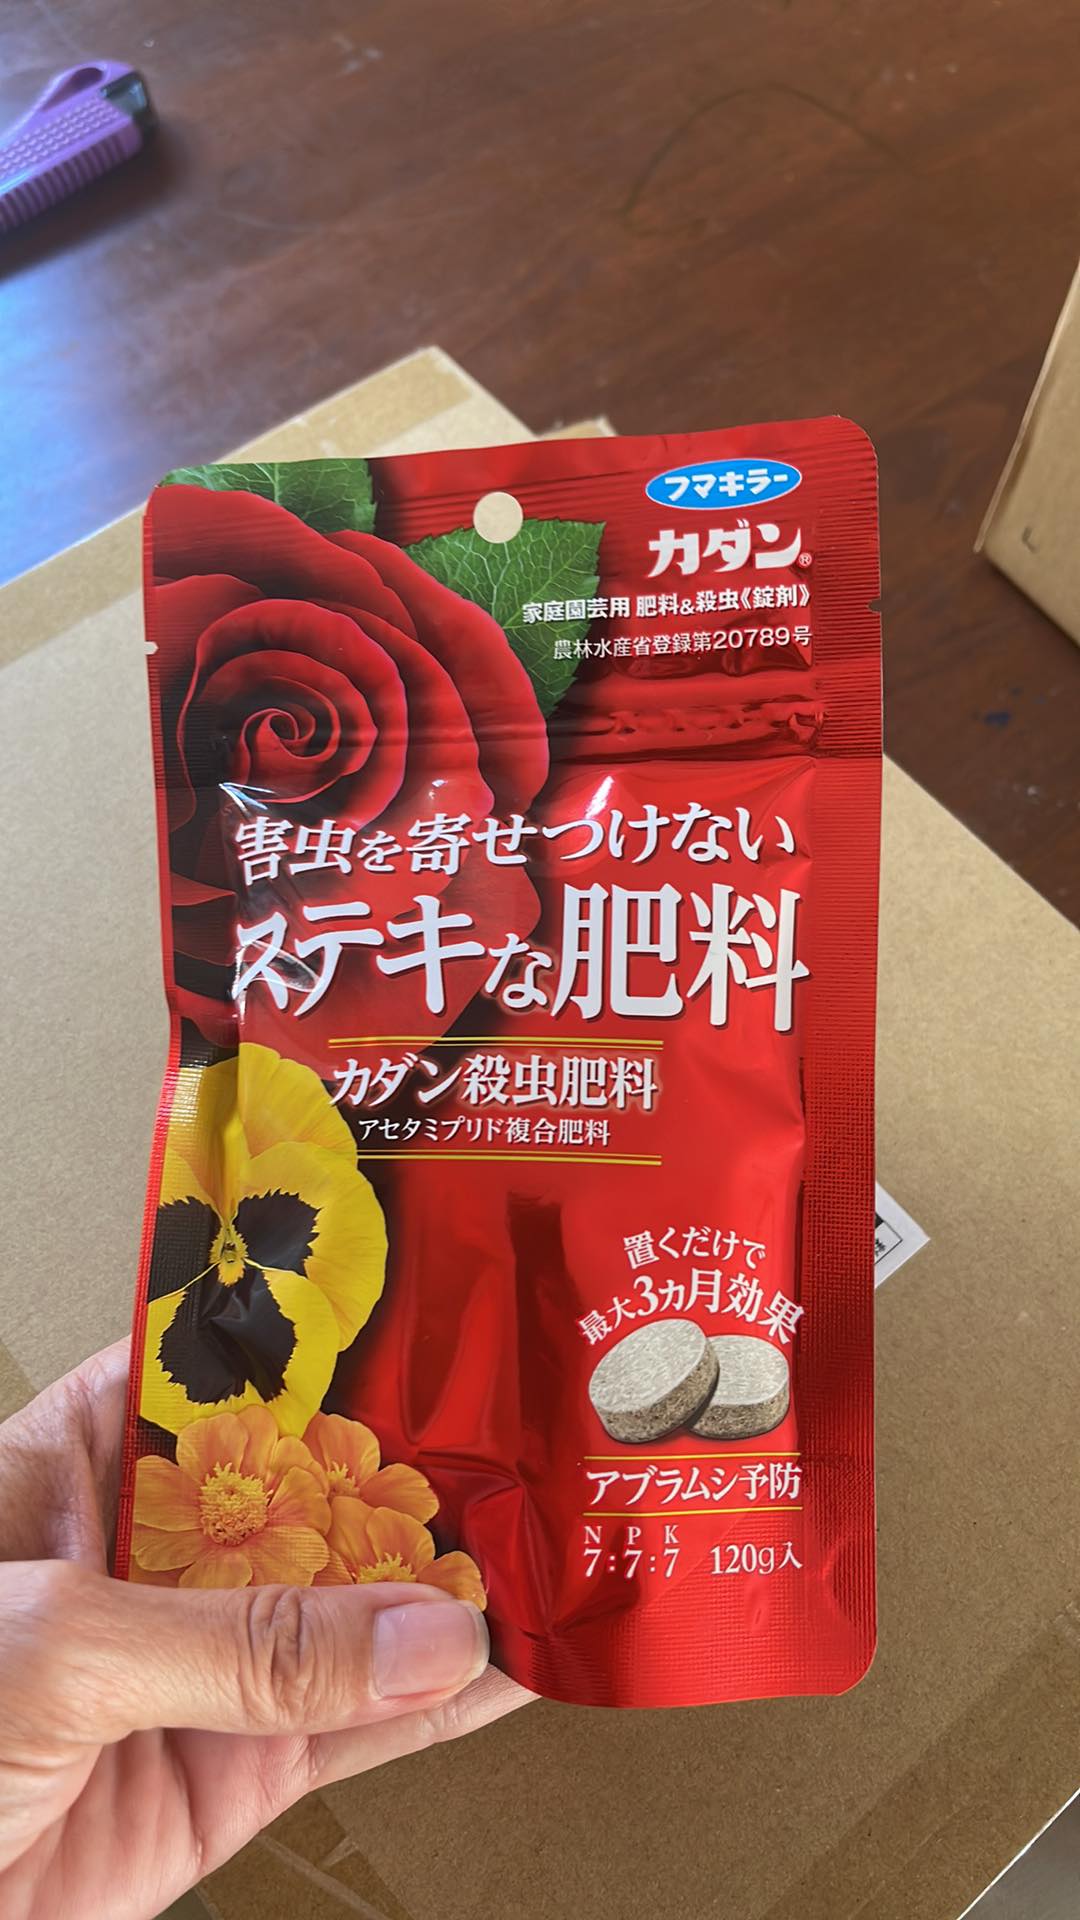 フマキラー
カダン®
家庭園芸用 肥料&殺虫《錠剤》
農林水産省登録第20789号
害虫を寄せつけない
ステキな肥料
カダン殺虫肥料
アセタミプリド複合肥料
置くだけで
最大3ヵ月効果
アブラムシ予防
N P K
7:7:7 120g入